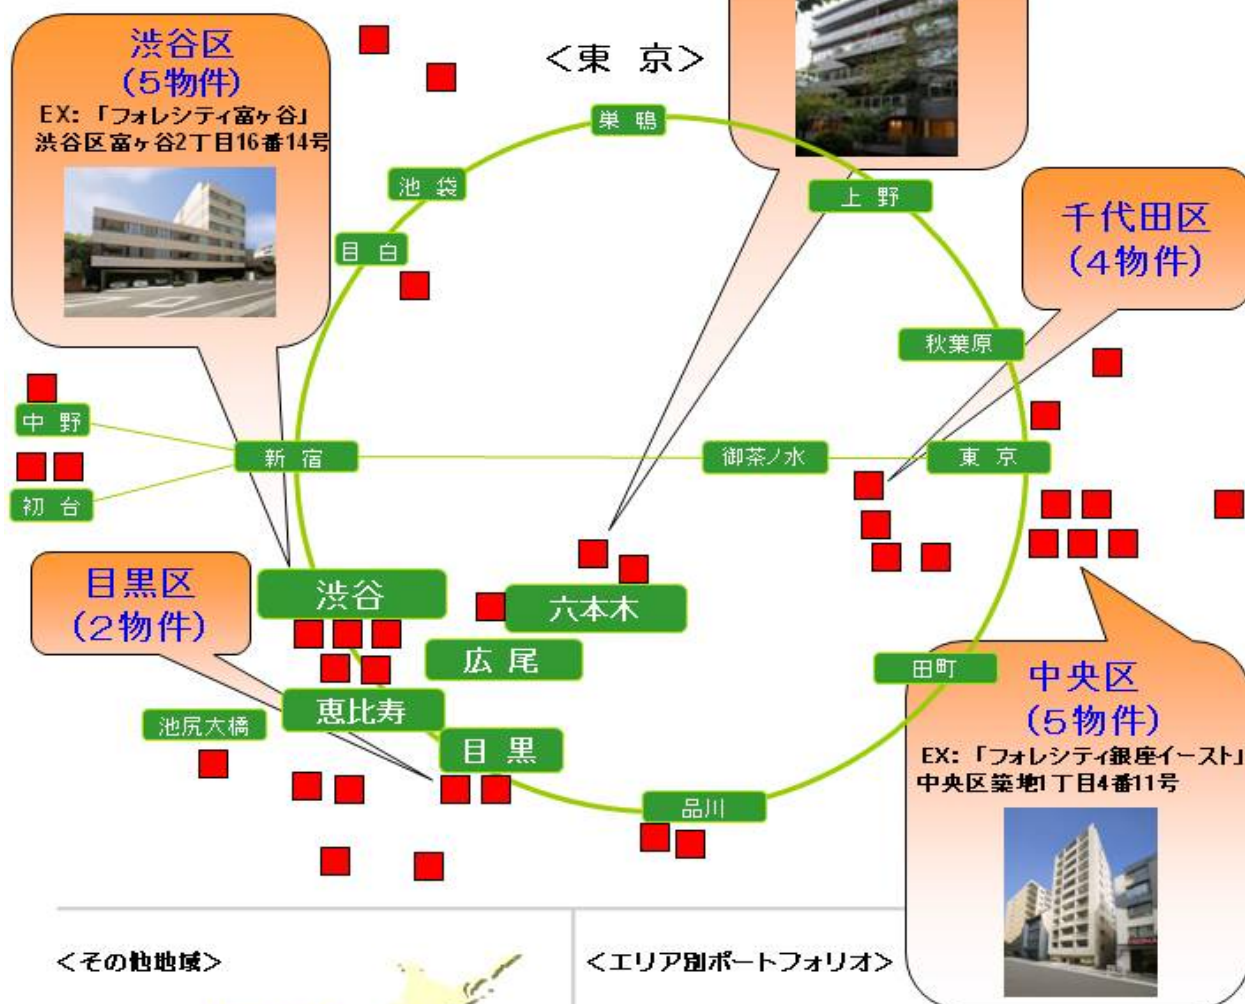 渋谷区
(5物件)
EX:「フォレシティ富ヶ谷」
渋谷区富ヶ谷2丁目16番14号
<東 京>
巣 鴨
池 袋
上 野
目 白
千代田区
(4物件)
秋葉原
中 野
新 宿
御茶ノ水
東 京
初 台
目黒区
(2物件)
渋谷
六本木
広 尾
恵比寿
池尻大橋
目 黒
田町
品川
中央区
(5物件)
EX:「フォレシティ銀座イースト」
中央区築地1丁目4番11号
<その他地域>
<エリア別ポートフォリオ>